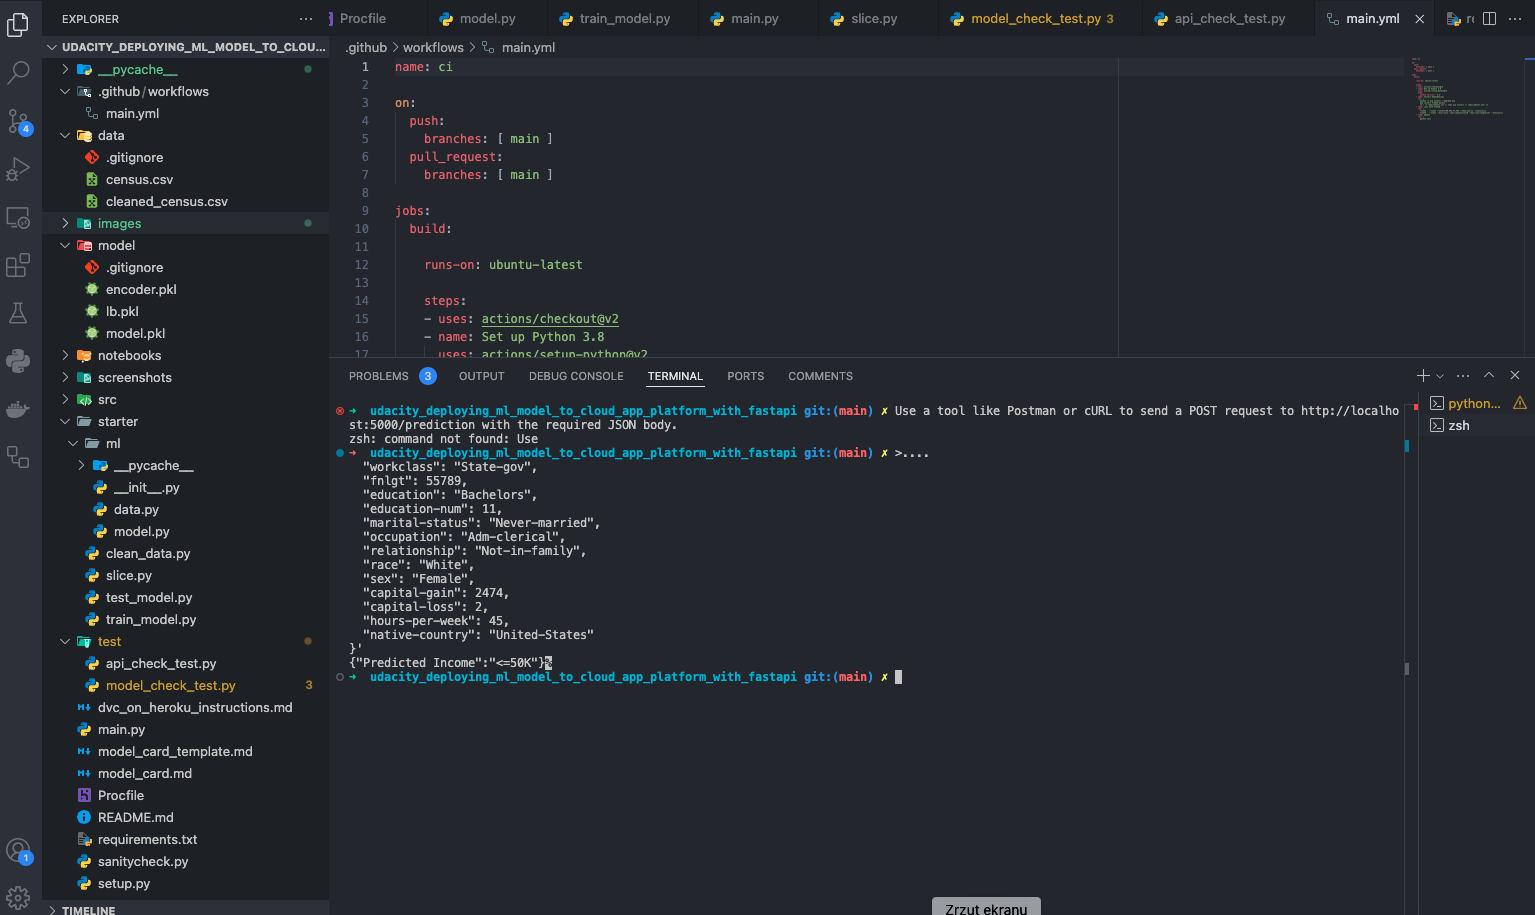 EXPLORER
UDACITY_DEPLOYING_ML_MODEL_TO_CLOU...
__pycache__
.github/workflows
main.yml
data
.gitignore
census.csv
cleaned_census.csv
images
model
.gitignore
encoder.pkl
lb.pkl
model.pkl
notebooks
screenshots
src
starter
ml
__pycache__
__init__.py
data.py
model.py
clean_data.py
slice.py
test_model.py
train_model.py
test
api_check_test.py
model_check_test.py 3
dvc_on_heroku_instructions.md
main.py
model_card_template.md
model_card.md
Procfile
README.md
requirements.txt
sanitycheck.py
setup.py
TIMELINE
4
1
Procfile model.py train_model.py main.py slice.py model_check_test.py 3 api_check_test.py main.yml
.github > workflows > main.yml
1 name: ci
2
3 on:
4 push:
5 branches: [ main ]
6 pull_request:
7 branches: [ main ]
8
9 jobs:
10 build:
11
12 runs-on: ubuntu-latest
13
14 steps:
15 - uses: actions/checkout@v2
16 - name: Set up Python 3.8
17 uses: actions/setup-python@v2
PROBLEMS 3 OUTPUT DEBUG CONSOLE TERMINAL PORTS COMMENTS
➜ udacity_deploying_ml_model_to_cloud_app_platform_with_fastapi git:(main) ✗ Use a tool like Postman or cURL to send a POST request to http://localho
st:5000/prediction with the required JSON body.
zsh: command not found: Use
➜ udacity_deploying_ml_model_to_cloud_app_platform_with_fastapi git:(main) ✗ >....
"workclass": "State-gov",
"fnlgt": 55789,
"education": "Bachelors",
"education-num": 11,
"marital-status": "Never-married",
"occupation": "Adm-clerical",
"relationship": "Not-in-family",
"race": "White",
"sex": "Female",
"capital-gain": 2474,
"capital-loss": 2,
"hours-per-week": 45,
"native-country": "United-States"
}'
{"Predicted Income":"<=50K"}%
➜ udacity_deploying_ml_model_to_cloud_app_platform_with_fastapi git:(main) ✗
python...
zsh
Zrzut ekranu